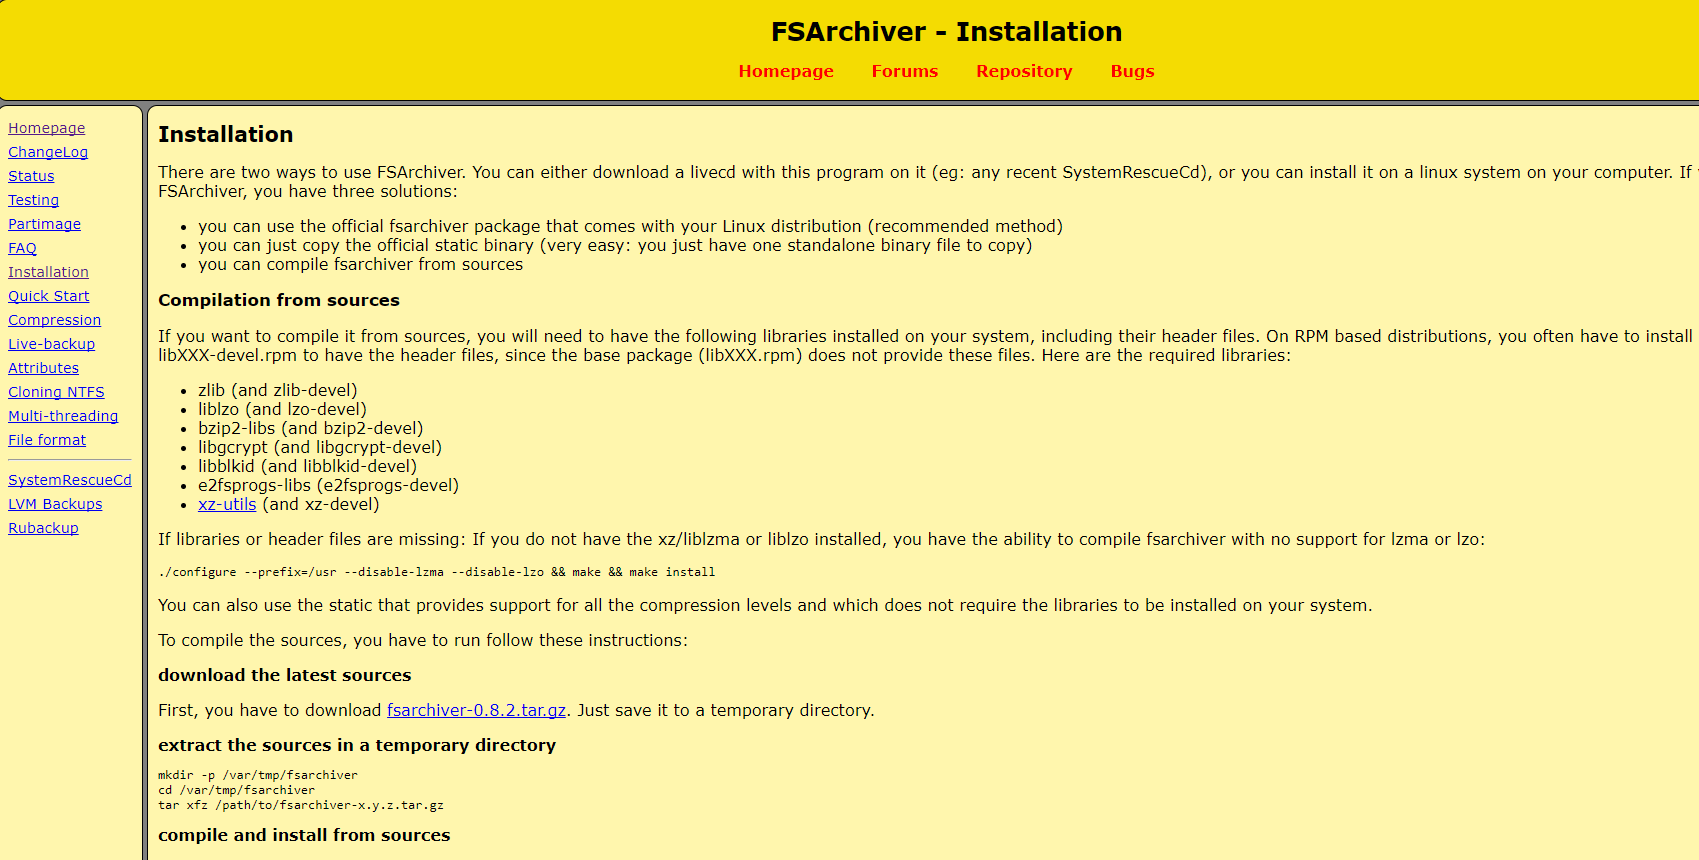 FSArchiver - Installation
Homepage Forums Repository Bugs
Homepage
ChangeLog
Status
Testing
Partimage
FAQ
Installation
Quick Start
Compression
Live-backup
Attributes
Cloning NTFS
Multi-threading
File format
SystemRescueCd
LVM Backups
Rubackup
Installation
There are two ways to use FSArchiver. You can either download a livecd with this program on it (eg: any recent SystemRescueCd), or you can install it on a linux system on your computer. If
FSArchiver, you have three solutions:
• you can use the official fsarchiver package that comes with your Linux distribution (recommended method)
• you can just copy the official static binary (very easy: you just have one standalone binary file to copy)
• you can compile fsarchiver from sources
Compilation from sources
If you want to compile it from sources, you will need to have the following libraries installed on your system, including their header files. On RPM based distributions, you often have to install
libXXX-devel.rpm to have the header files, since the base package (libXXX.rpm) does not provide these files. Here are the required libraries:
• zlib (and zlib-devel)
• liblzo (and lzo-devel)
• bzip2-libs (and bzip2-devel)
• libgcrypt (and libgcrypt-devel)
• libblkid (and libblkid-devel)
• e2fsprogs-libs (e2fsprogs-devel)
• xz-utils (and xz-devel)
If libraries or header files are missing: If you do not have the xz/liblzma or liblzo installed, you have the ability to compile fsarchiver with no support for lzma or lzo:
./configure --prefix=/usr --disable-lzma --disable-lzo && make && make install
You can also use the static that provides support for all the compression levels and which does not require the libraries to be installed on your system.
To compile the sources, you have to run follow these instructions:
download the latest sources
First, you have to download fsarchiver-0.8.2.tar.gz. Just save it to a temporary directory.
extract the sources in a temporary directory
mkdir -p /var/tmp/fsarchiver
cd /var/tmp/fsarchiver
tar xfz /path/to/fsarchiver-x.y.z.tar.gz
compile and install from sources